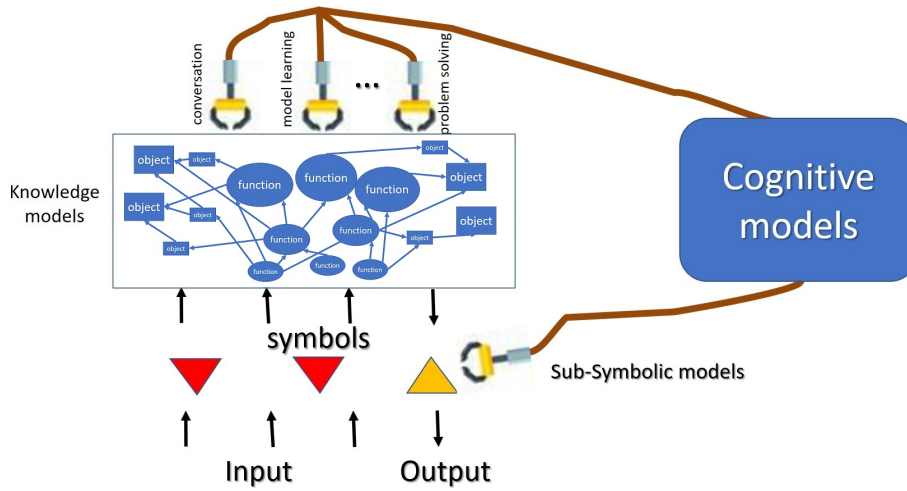 conversation
model learning
...
problem solving
Knowledge
models
object
object
function
function
function
object
object
object
object
object
function
function
object
object
function
function
function
object
Cognitive
models
symbols
Sub-Symbolic models
Input
Output